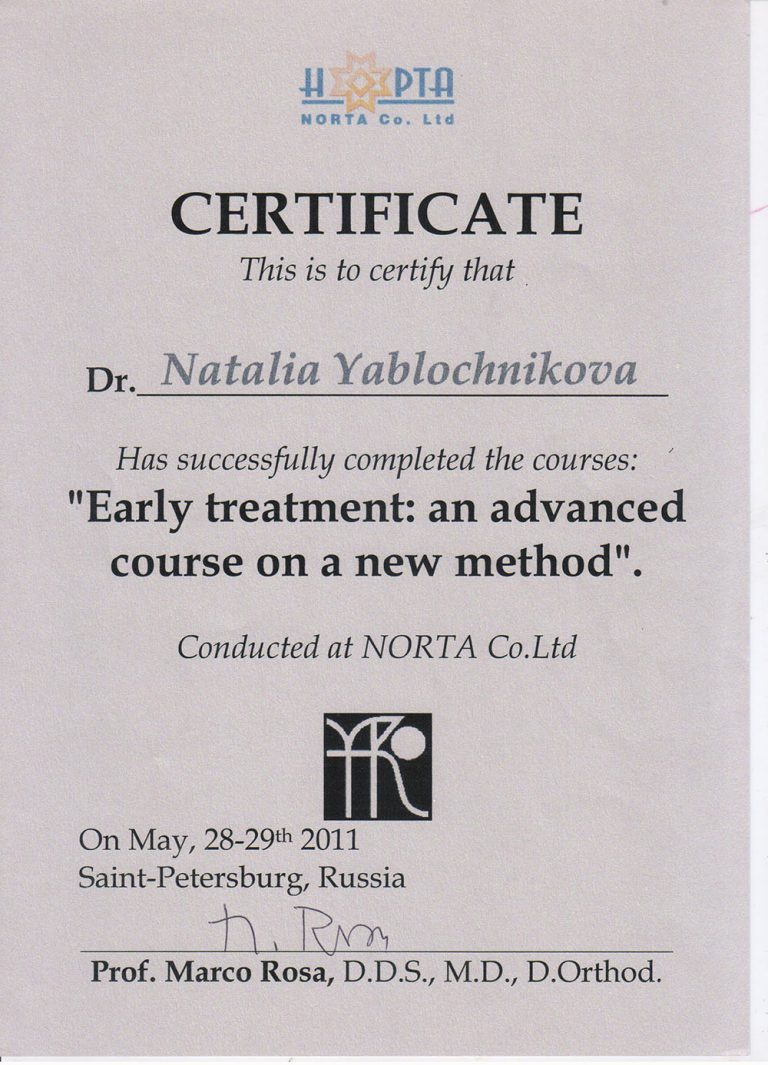 НОРТА
NORTA Co. Ltd
CERTIFICATE
This is to certify that
Dr. Natalia Yablochnikova
Has successfully completed the courses:
"Early treatment: an advanced
course on a new method".
Conducted at NORTA Co.Ltd
On May, 28-29th 2011
Saint-Petersburg, Russia
M. Rosa
Prof. Marco Rosa, D.D.S., M.D., D.Orthod.